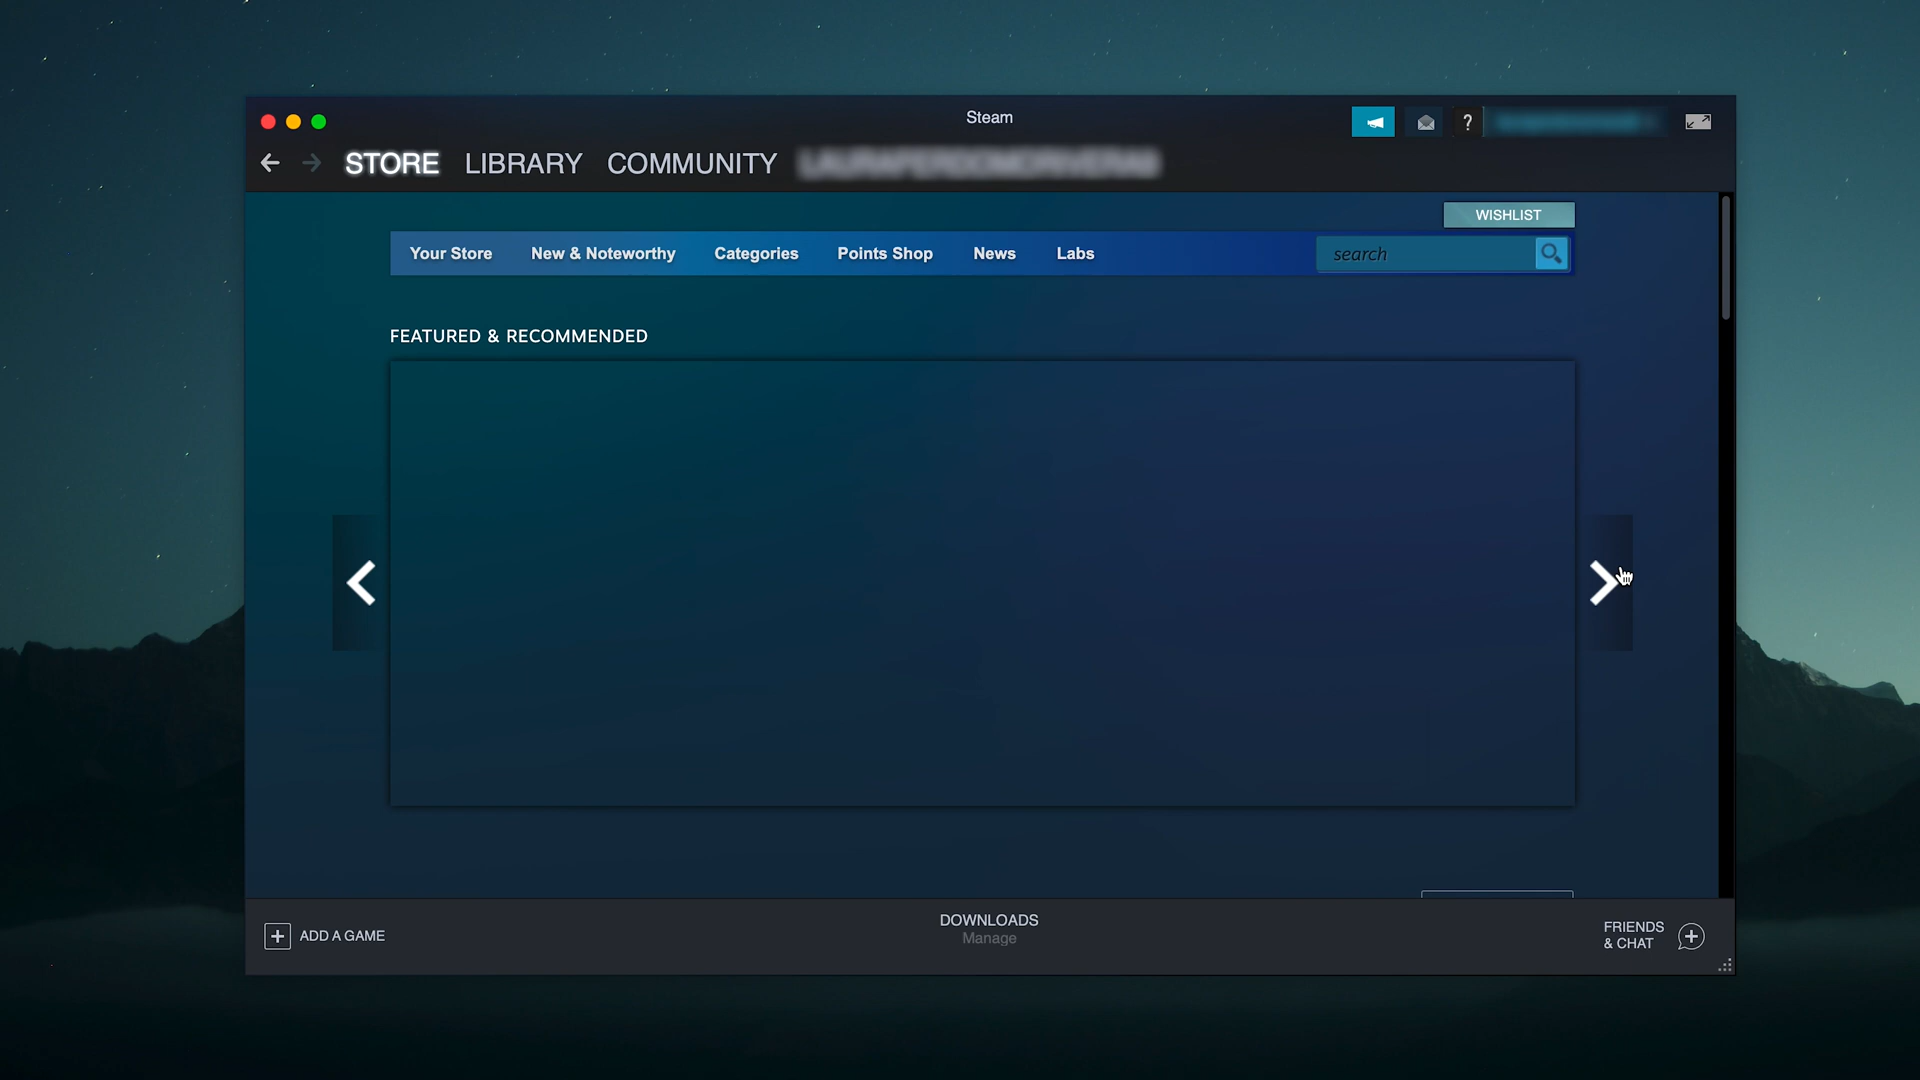 Steam
?
STORE LIBRARY COMMUNITY
WISHLIST
Your Store New & Noteworthy Categories Points Shop News Labs search
FEATURED & RECOMMENDED
ADD A GAME
DOWNLOADS
Manage
FRIENDS
& CHAT